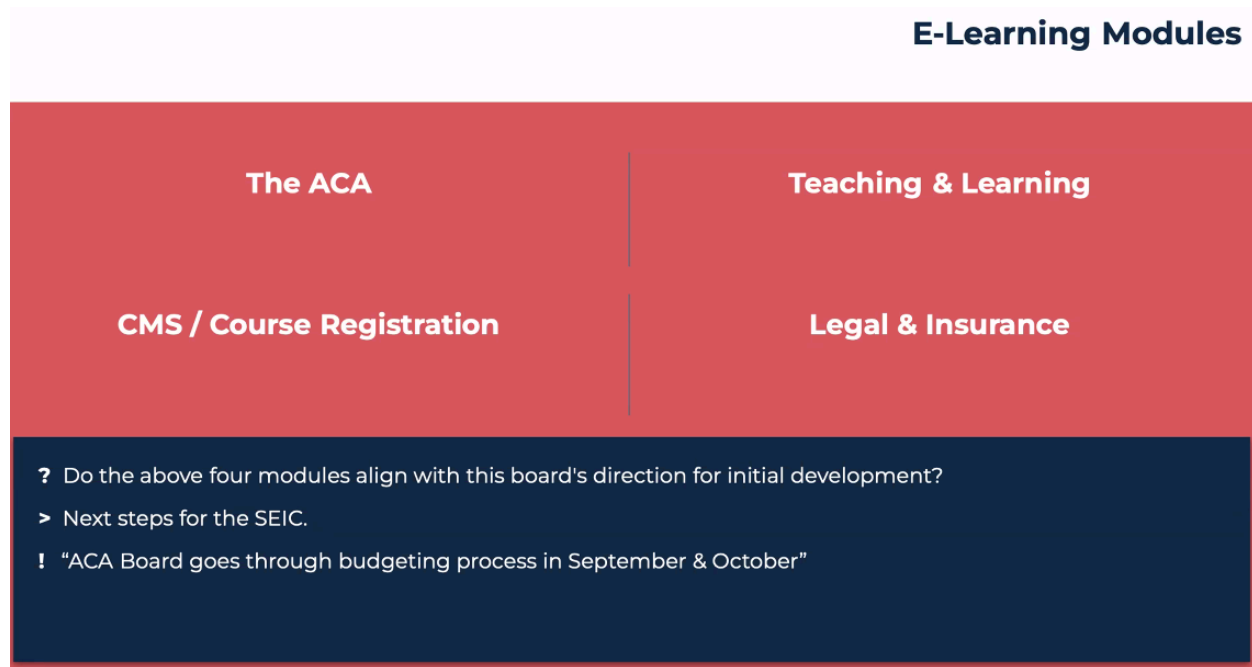 E-Learning Modules
The ACA
Teaching & Learning
CMS / Course Registration
Legal & Insurance
? Do the above four modules align with this board's direction for initial development?
> Next steps for the SEIC.
! “ACA Board goes through budgeting process in September & October”